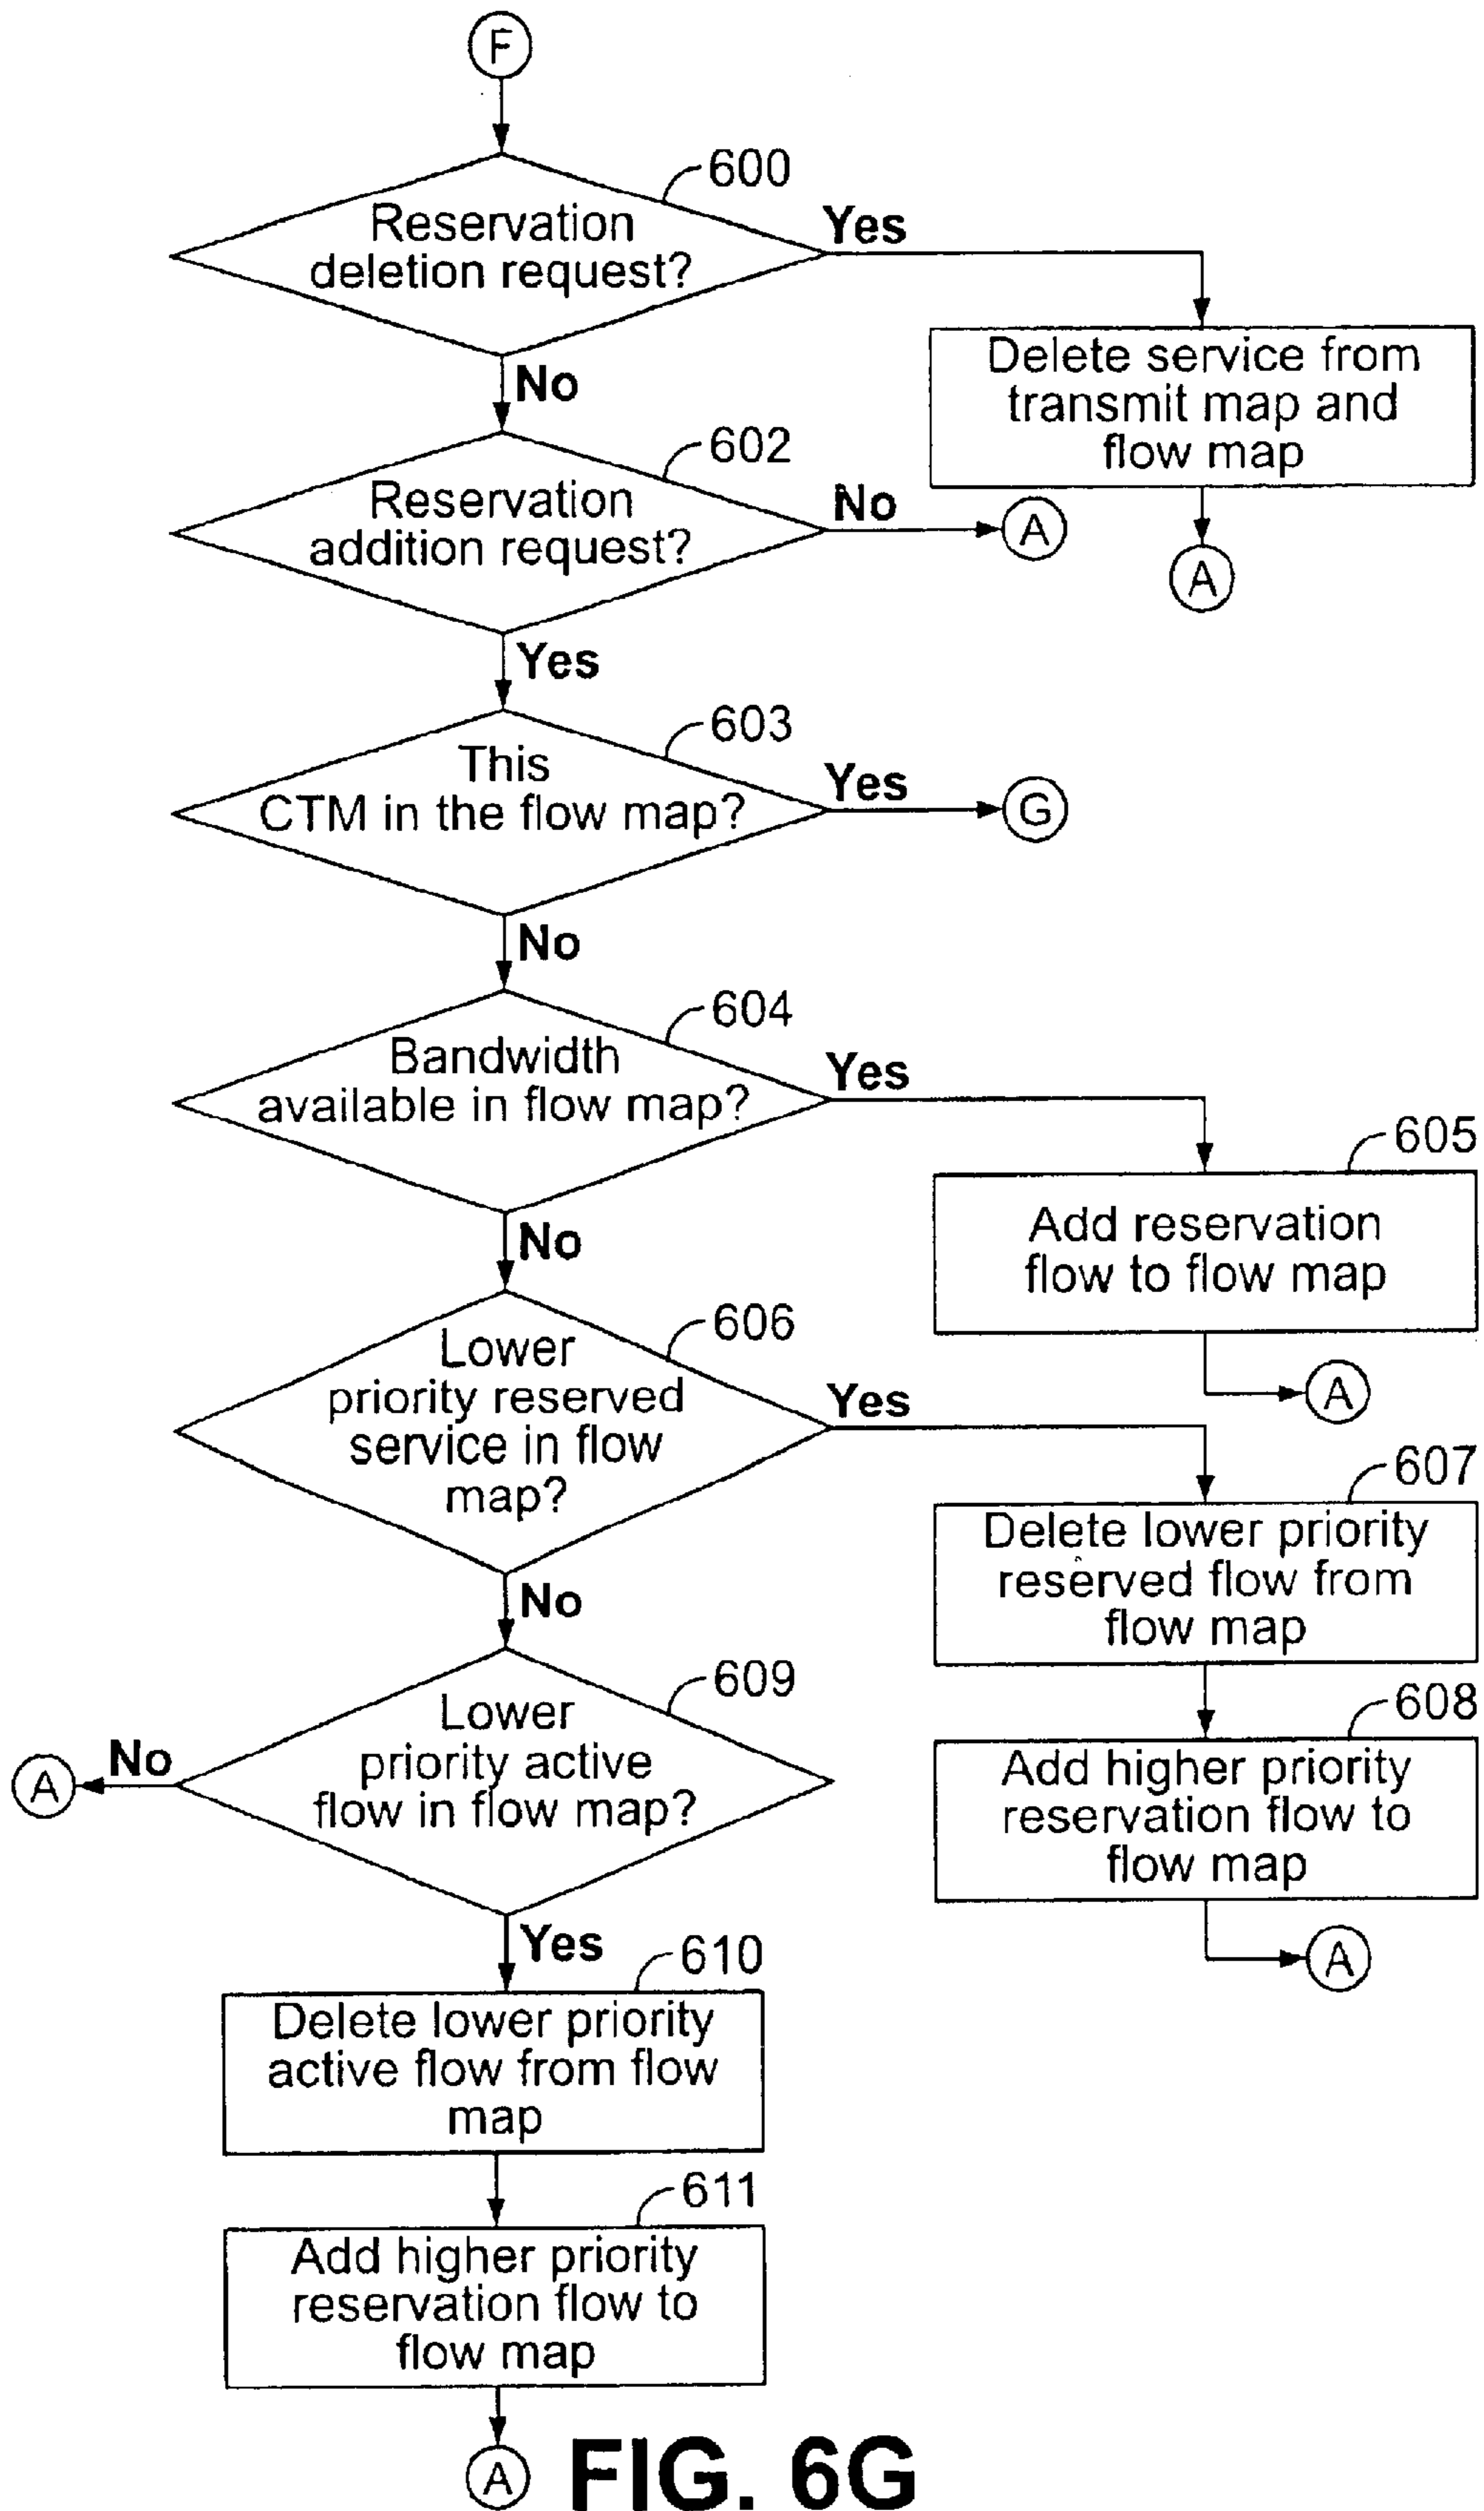 F
600
Reservation
deletion request?
Yes
Delete service from
transmit map and
flow map
A
No
602
Reservation
addition request?
No
A
Yes
603
This
CTM in the flow map?
Yes
G
No
604
Bandwidth
available in flow map?
Yes
605
Add reservation
flow to flow map
A
No
606
Lower
priority reserved
service in flow
map?
Yes
607
Delete lower priority
reserved flow from
flow map
608
Add higher priority
reservation flow to
flow map
A
No
609
Lower
priority active
flow in flow map?
No
A
Yes
610
Delete lower priority
active flow from flow
map
611
Add higher priority
reservation flow to
flow map
A
FIG. 6G